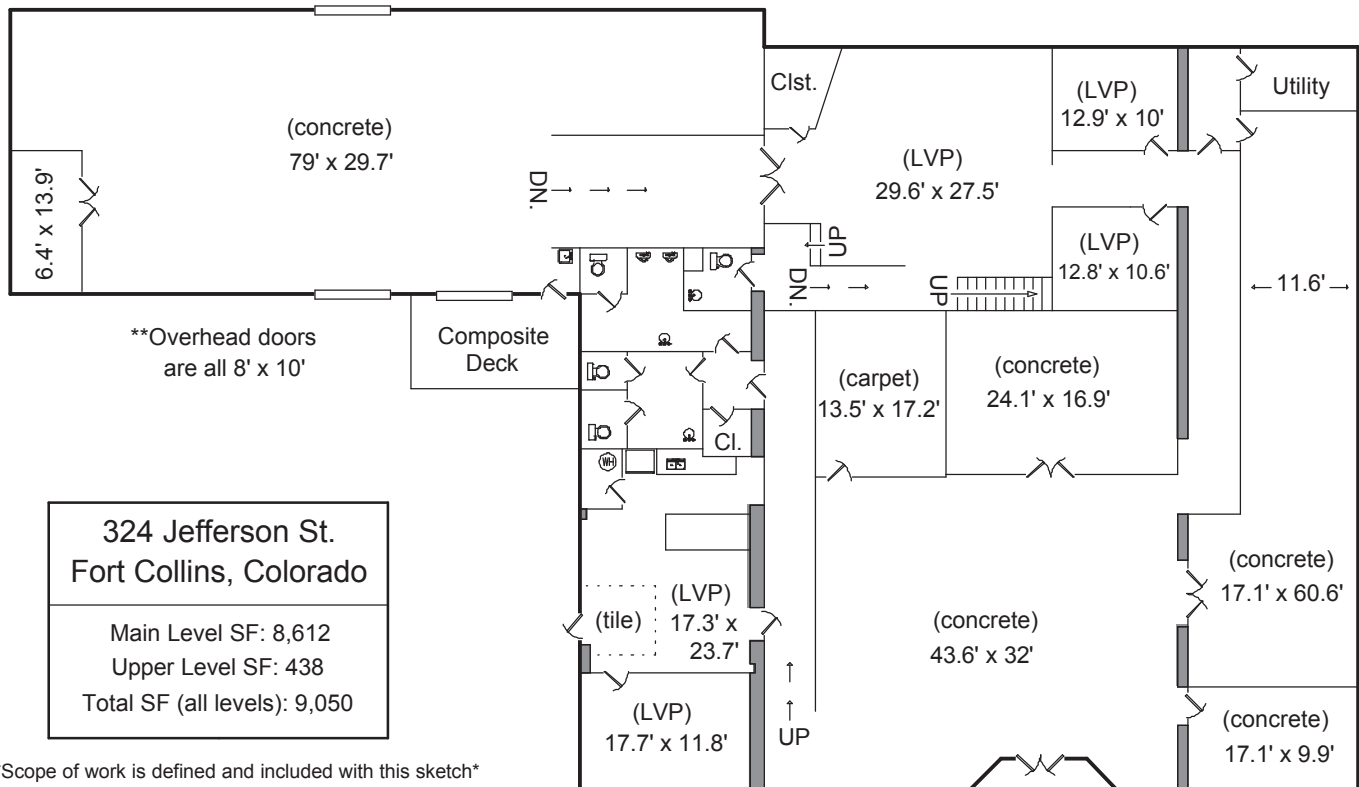 Clst.
(LVP)
12.9' x 10'
Utility
(concrete)
79' x 29.7'
(LVP)
29.6' x 27.5'
6.4' x 13.9'
DN.
UP
(LVP)
12.8' x 10.6'
DN.
UP
11.6'
**Overhead doors
are all 8' x 10'
Composite
Deck
(carpet)
13.5' x 17.2'
(concrete)
24.1' x 16.9'
Cl.
WH
324 Jefferson St.
Fort Collins, Colorado
Main Level SF: 8,612
Upper Level SF: 438
Total SF (all levels): 9,050
(tile)
(LVP)
17.3' x
23.7'
(concrete)
43.6' x 32'
(concrete)
17.1' x 60.6'
(LVP)
17.7' x 11.8'
UP
(concrete)
17.1' x 9.9'
*Scope of work is defined and included with this sketch*